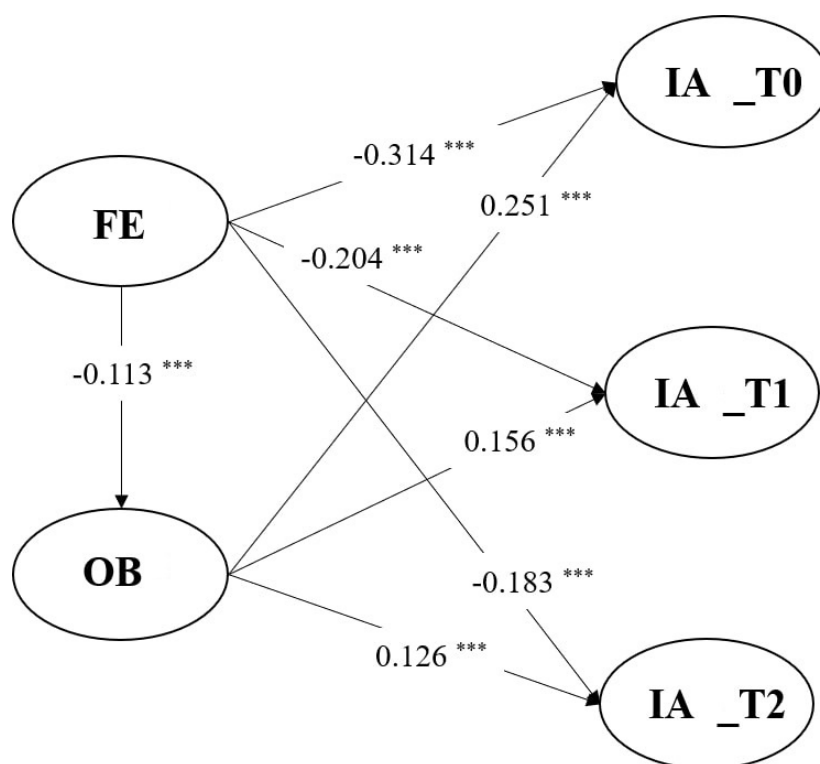 IA _T0
-0.314 ***
0.251 ***
FE
-0.204 ***
-0.113 ***
IA _T1
0.156 ***
OB
-0.183 ***
0.126 ***
IA _T2